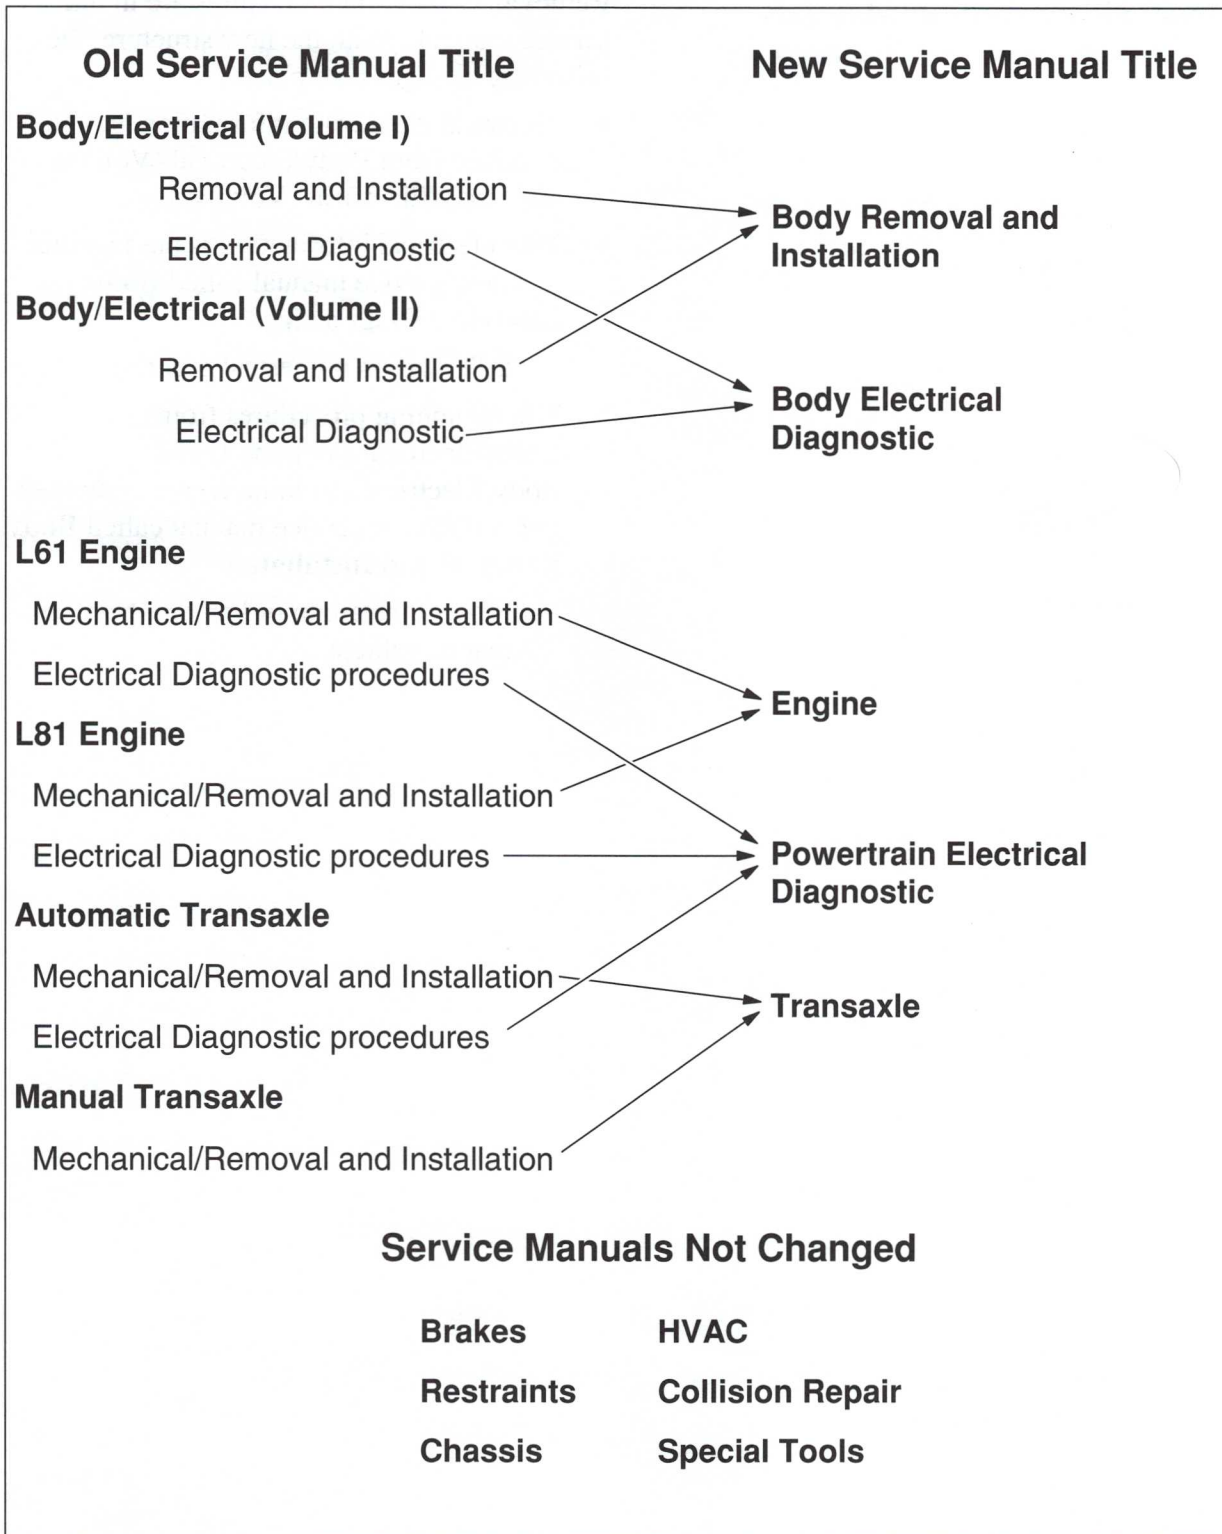 Old Service Manual Title
New Service Manual Title
Body/Electrical (Volume I)
Removal and Installation
Electrical Diagnostic
Body Removal and
Installation
Body/Electrical (Volume II)
Removal and Installation
Electrical Diagnostic
Body Electrical
Diagnostic
L61 Engine
Mechanical/Removal and Installation
Electrical Diagnostic procedures
Engine
L81 Engine
Mechanical/Removal and Installation
Electrical Diagnostic procedures
Powertrain Electrical
Diagnostic
Automatic Transaxle
Mechanical/Removal and Installation
Electrical Diagnostic procedures
Transaxle
Manual Transaxle
Mechanical/Removal and Installation
Service Manuals Not Changed
Brakes
HVAC
Restraints
Collision Repair
Chassis
Special Tools